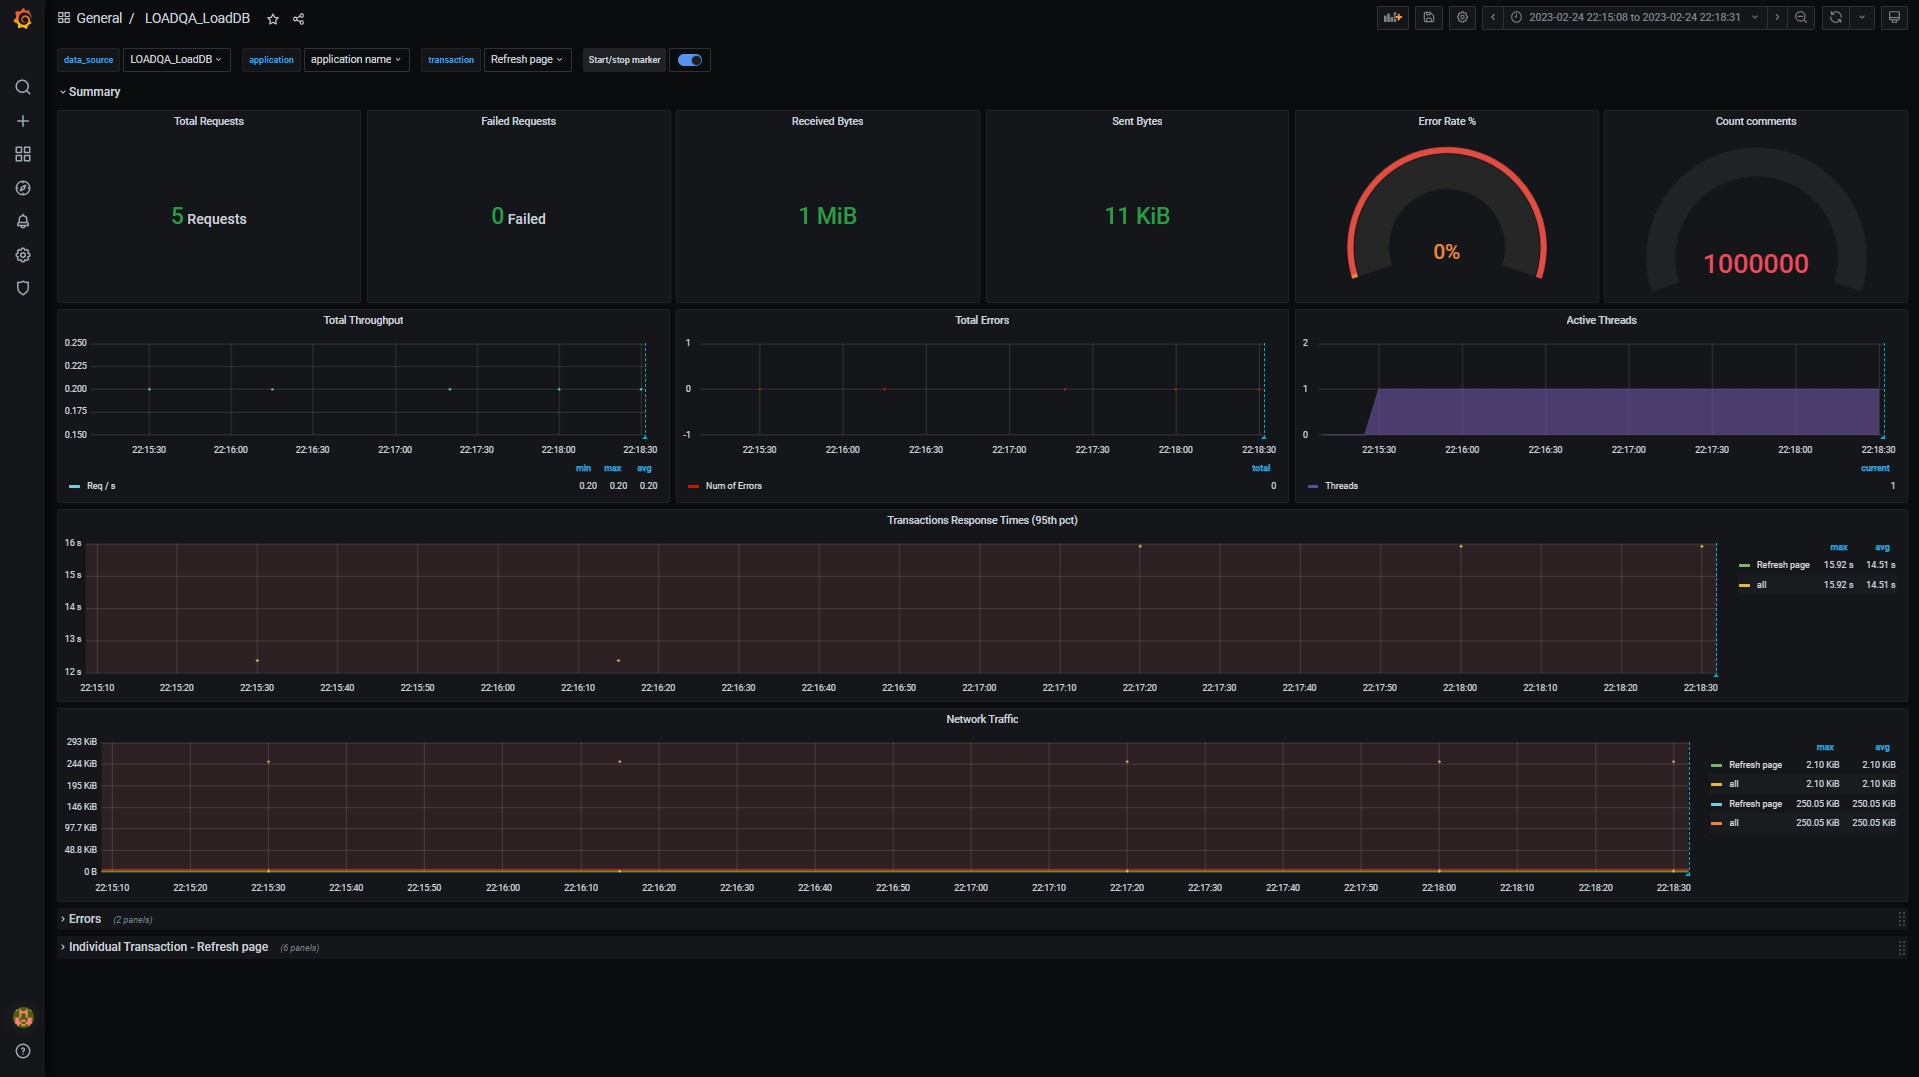 General / LOADQA_LoadDB
2023-02-24 22:15:08 to 2023-02-24 22:18:31
data_source LOADQA_LoadDB application application name transaction Refresh page Start/stop marker
Summary
Total Requests
5 Requests
Failed Requests
0 Failed
Received Bytes
1 MiB
Sent Bytes
11 KiB
Error Rate %
0%
Count comments
1000000
Total Throughput
0.250
0.225
0.200
0.175
0.150
22:15:30 22:16:00 22:16:30 22:17:00 22:17:30 22:18:00 22:18:30
min max avg
Req / s 0.20 0.20 0.20
Total Errors
1
0
-1
22:15:30 22:16:00 22:16:30 22:17:00 22:17:30 22:18:00 22:18:30
total
Num of Errors 0
Active Threads
2
1
0
22:15:30 22:16:00 22:16:30 22:17:00 22:17:30 22:18:00 22:18:30
current
Threads 1
Transactions Response Times (95th pct)
16 s
15 s
14 s
13 s
12 s
22:15:10 22:15:20 22:15:30 22:15:40 22:15:50 22:16:00 22:16:10 22:16:20 22:16:30 22:16:40 22:16:50 22:17:00 22:17:10 22:17:20 22:17:30 22:17:40 22:17:50 22:18:00 22:18:10 22:18:20 22:18:30
max avg
Refresh page 15.92 s 14.51 s
all 15.92 s 14.51 s
Network Traffic
293 KiB
244 KiB
195 KiB
146 KiB
97.7 KiB
48.8 KiB
0 B
22:15:10 22:15:20 22:15:30 22:15:40 22:15:50 22:16:00 22:16:10 22:16:20 22:16:30 22:16:40 22:16:50 22:17:00 22:17:10 22:17:20 22:17:30 22:17:40 22:17:50 22:18:00 22:18:10 22:18:20 22:18:30
max avg
Refresh page 2.10 KiB 2.10 KiB
all 2.10 KiB 2.10 KiB
Refresh page 250.05 KiB 250.05 KiB
all 250.05 KiB 250.05 KiB
Errors (2 panels)
Individual Transaction - Refresh page (6 panels)